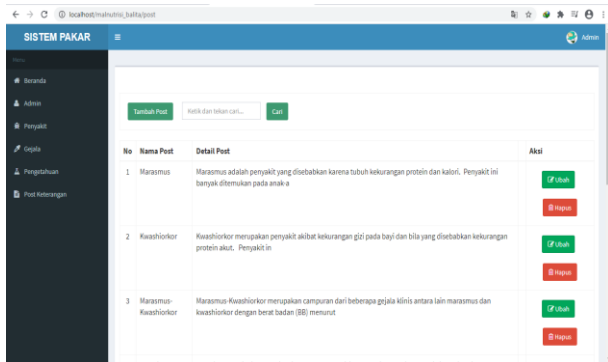 localhost/malnutrisi_balita/post
SISTEM PAKAR
Admin
Menu
Beranda
Admin
Penyakit
Gejala
Pengetahuan
Post Keterangan
Tambah Post
Ketik dan tekan cari...
Cari
No Nama Post Detail Post Aksi
1 Marasmus Marasmus adalah penyakit yang disebabkan karena tubuh kekurangan protein dan kalori. Penyakit ini
banyak ditemukan pada anak-a
Ubah
Hapus
2 Kwashiorkor Kwashiorkor merupakan penyakit akibat kekurangan gizi pada bayi dan bila yang disebabkan kekurangan
protein akut. Penyakit in
Ubah
Hapus
3 Marasmus- Marasmus-Kwashiorkor merupakan campuran dari beberapa gejala klinis antara lain marasmus dan
Kwashiorkor kwashiorkor dengan berat badan (BB) menurut
Ubah
Hapus